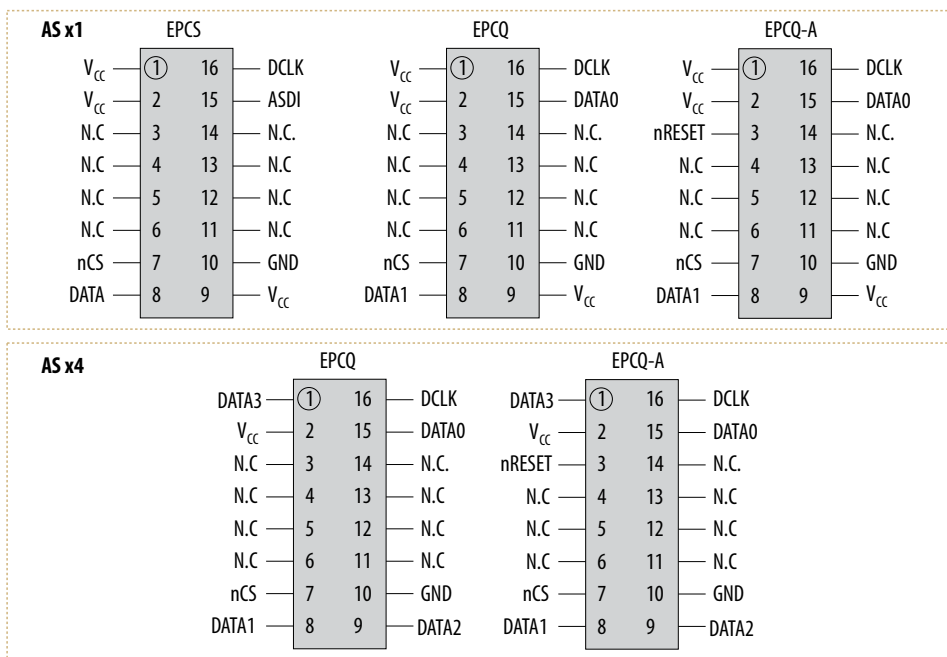 AS x1
EPCS EPCQ EPCQ-A
VCC 1 16 DCLK VCC 1 16 DCLK VCC 1 16 DCLK
VCC 2 15 ASDI VCC 2 15 DATA0 VCC 2 15 DATA0
N.C 3 14 N.C. N.C 3 14 N.C. nRESET 3 14 N.C.
N.C 4 13 N.C N.C 4 13 N.C N.C 4 13 N.C
N.C 5 12 N.C N.C 5 12 N.C N.C 5 12 N.C
N.C 6 11 N.C N.C 6 11 N.C N.C 6 11 N.C
nCS 7 10 GND nCS 7 10 GND nCS 7 10 GND
DATA 8 9 VCC DATA1 8 9 VCC DATA1 8 9 VCC
AS x4
EPCQ EPCQ-A
DATA3 1 16 DCLK DATA3 1 16 DCLK
VCC 2 15 DATA0 VCC 2 15 DATA0
N.C 3 14 N.C. nRESET 3 14 N.C.
N.C 4 13 N.C N.C 4 13 N.C
N.C 5 12 N.C N.C 5 12 N.C
N.C 6 11 N.C N.C 6 11 N.C
nCS 7 10 GND nCS 7 10 GND
DATA1 8 9 DATA2 DATA1 8 9 DATA2